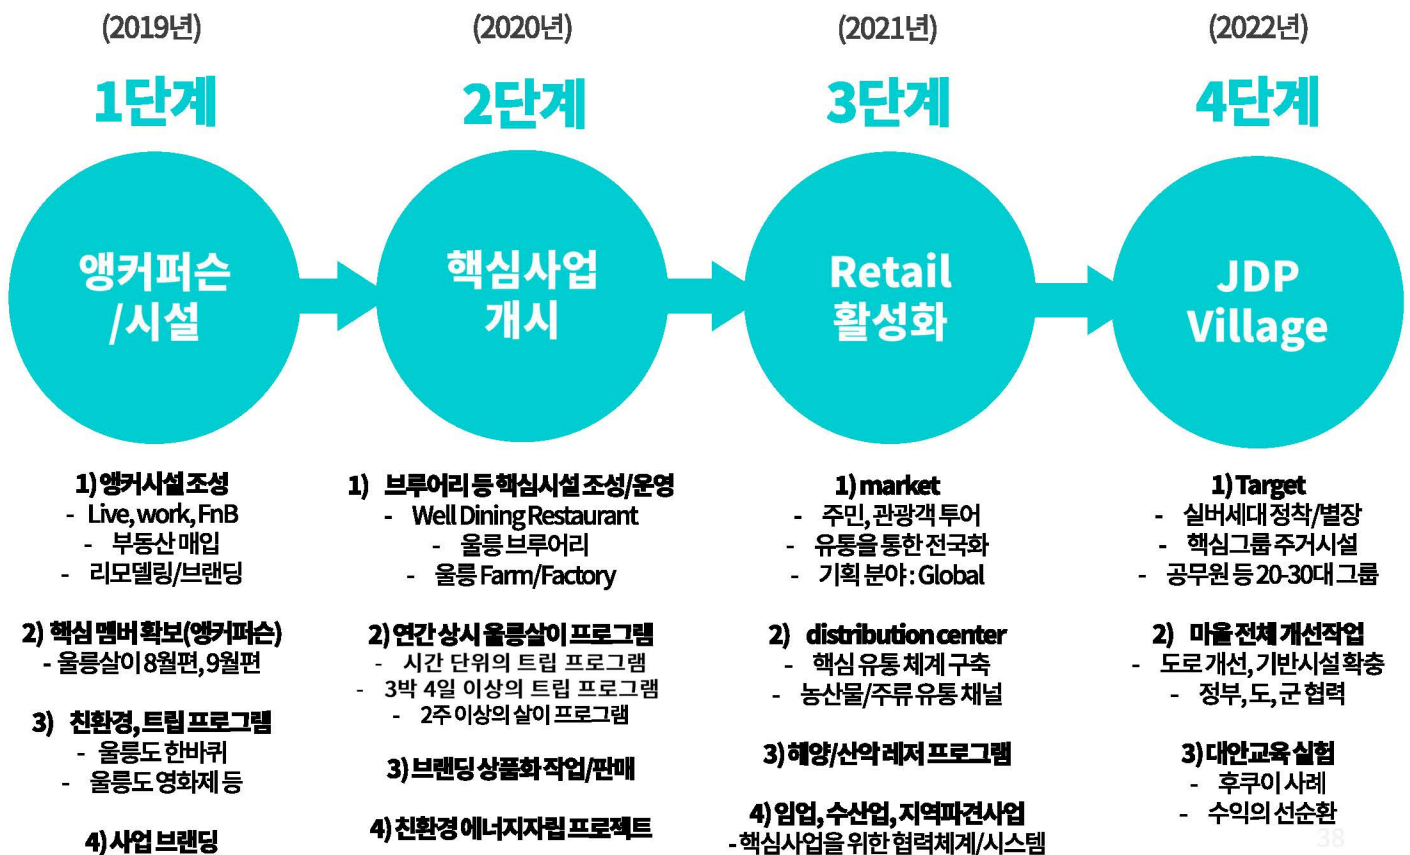 (2019년)
1단계
앵커퍼슨
/시설
1) 앵커시설 조성
- Live, work, FnB
- 부동산 매입
- 리모델링/브랜딩
2) 핵심 멤버 확보(앵커퍼슨)
- 울릉살이 8월편, 9월편
3) 친환경, 트립 프로그램
- 울릉도 한바퀴
- 울릉도 영화제 등
4) 사업 브랜딩
(2020년)
2단계
핵심사업
개시
1) 브루어리 등 핵심시설 조성/운영
- Well Dining Restaurant
- 울릉 브루어리
- 울릉 Farm/Factory
2) 연간 상시 울릉살이 프로그램
- 시간 단위의 트립 프로그램
- 3박 4일 이상의 트립 프로그램
- 2주 이상의 살이 프로그램
3) 브랜딩 상품화 작업/판매
4) 친환경 에너지자립 프로젝트
(2021년)
3단계
Retail
활성화
1) market
- 주민, 관광객 투어
- 유통을 통한 전국화
- 기획 분야 : Global
2) distribution center
- 핵심 유통 체계 구축
- 농산물/주류 유통 채널
3) 해양/산악 레저 프로그램
4) 임업, 수산업, 지역파견사업
- 핵심사업을 위한 협력체계/시스템
(2022년)
4단계
JDP
Village
1) Target
- 실버세대 정착/별장
- 핵심그룹 주거시설
- 공무원 등 20-30대 그룹
2) 마을 전체 개선작업
- 도로 개선, 기반시설 확충
- 정부, 도, 군 협력
3) 대안교육 실험
- 후쿠이 사례
- 수익의 선순환
38